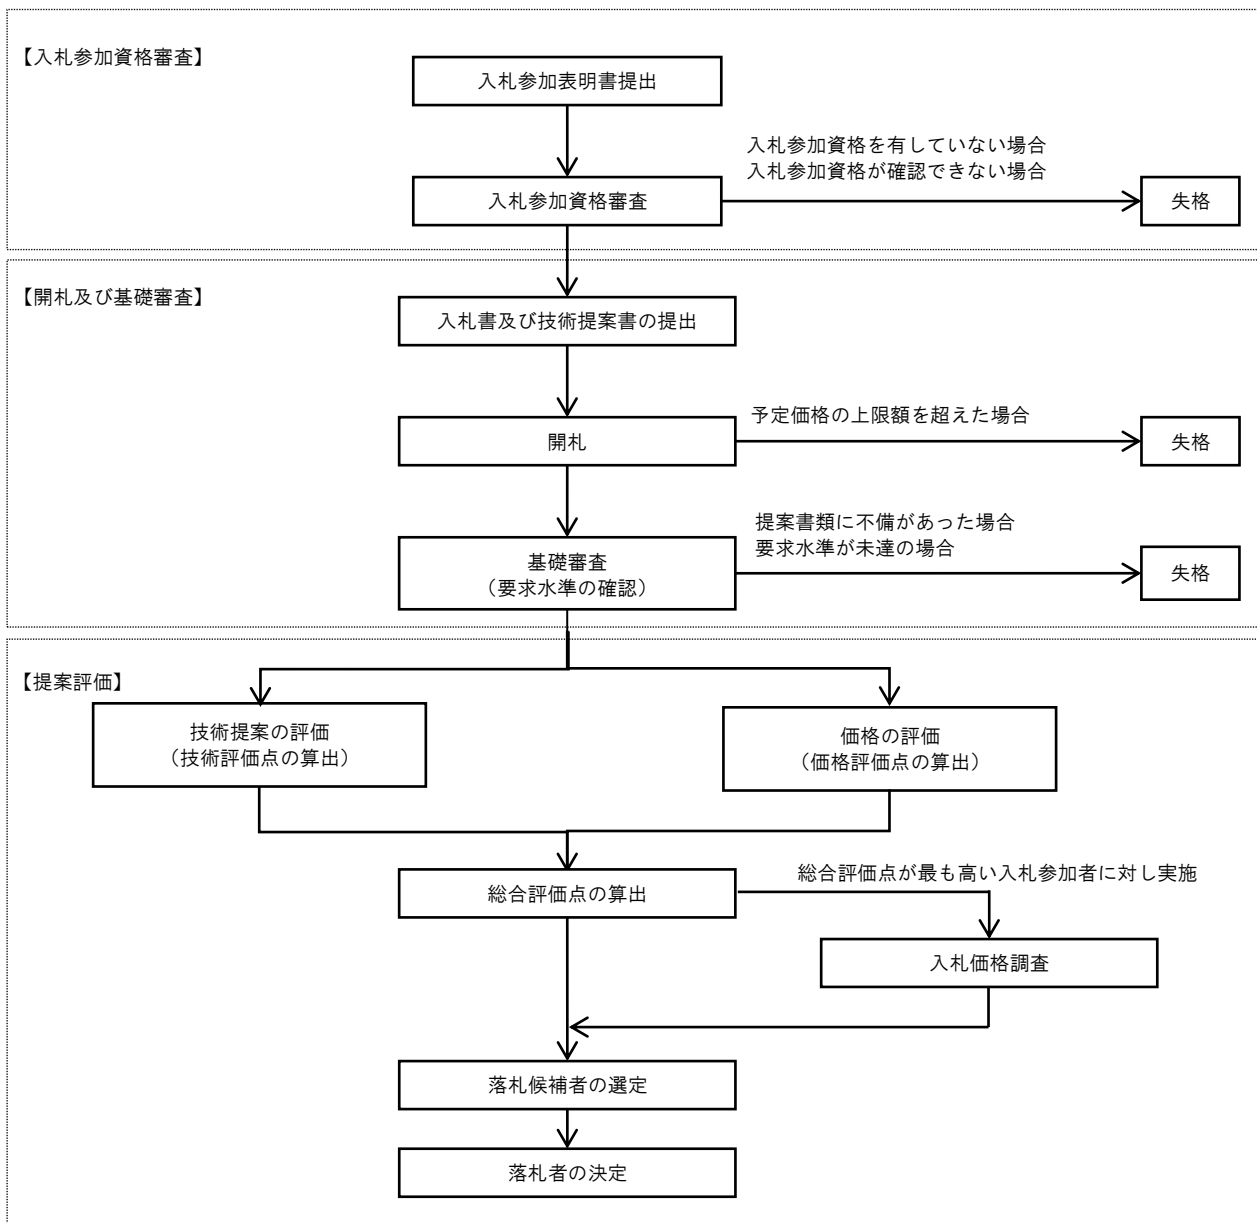 【入札参加資格審査】
入札参加表明書提出
入札参加資格を有していない場合
入札参加資格が確認できない場合
入札参加資格審査
失格
【開札及び基礎審査】
入札書及び技術提案書の提出
予定価格の上限額を超えた場合
開札
失格
提案書類に不備があった場合
要求水準が未達の場合
基礎審査
（要求水準の確認）
失格
【提案評価】
技術提案の評価
（技術評価点の算出）
価格の評価
（価格評価点の算出）
総合評価点が最も高い入札参加者に対し実施
総合評価点の算出
入札価格調査
落札候補者の選定
落札者の決定